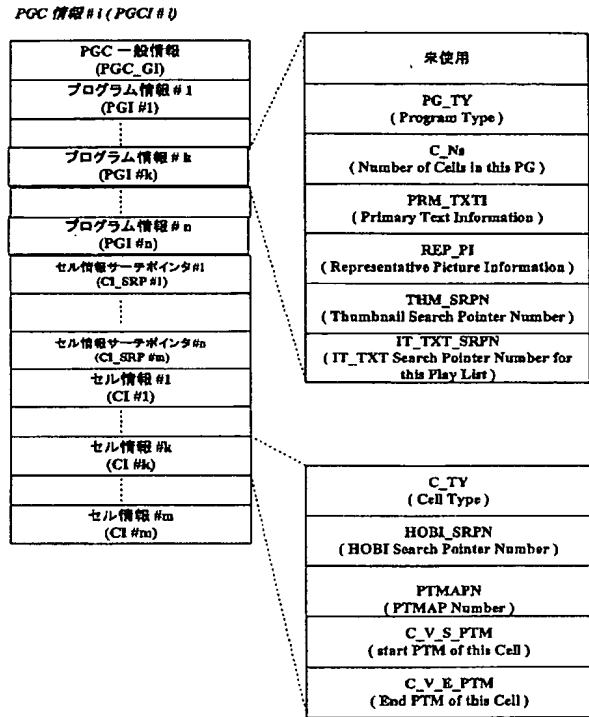 PGC 情報 # i ( PGCI # i)
PGC 一般情報
(PGC_GI)
プログラム情報 # 1
(PGI #1)
プログラム情報 # k
(PGI #k)
プログラム情報 # n
(PGI #n)
セル情報サーチポインタ#1
(CI_SRP #1)
セル情報サーチポインタ#n
(CI_SRP #m)
セル情報 #1
(CI #1)
セル情報 #k
(CI #k)
セル情報 #m
(CI #m)
未使用
PG_TY
( Program Type )
C_Ns
( Number of Cells in this PG )
PRM_TXTI
( Primary Text Information )
REP_PI
( Representative Picture Information )
THM_SRPN
( Thumbnail Search Pointer Number )
IT_TXT_SRPN
( IT_TXT Search Pointer Number for
this Play List )
C_TY
( Cell Type )
HOBI_SRPN
( HOBI Search Pointer Number )
PTMAPN
( PTMAP Number )
C_V_S_PTM
( start PTM of this Cell )
C_V_E_PTM
( End PTM of this Cell )